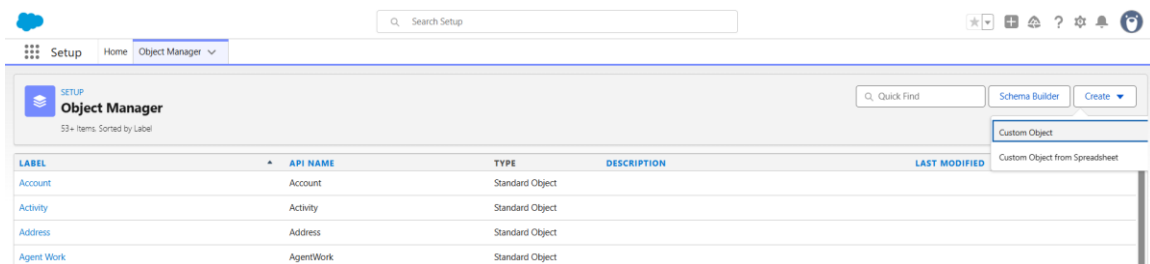 Search Setup
Setup Home Object Manager
SETUP
Object Manager
53+ Items. Sorted by Label
Quick Find
Schema Builder
Create
Custom Object
Custom Object from Spreadsheet
LABEL API NAME TYPE DESCRIPTION LAST MODIFIED
Account Account Standard Object
Activity Activity Standard Object
Address Address Standard Object
Agent Work AgentWork Standard Object